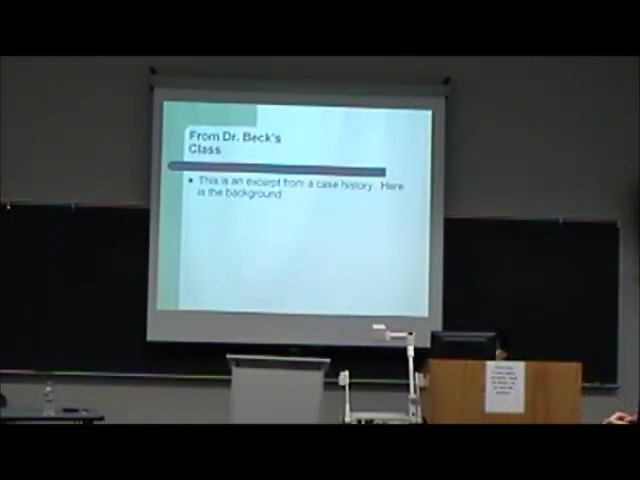 From Dr. Beck's
Class
This is an excerpt from a case history. Here
is the background